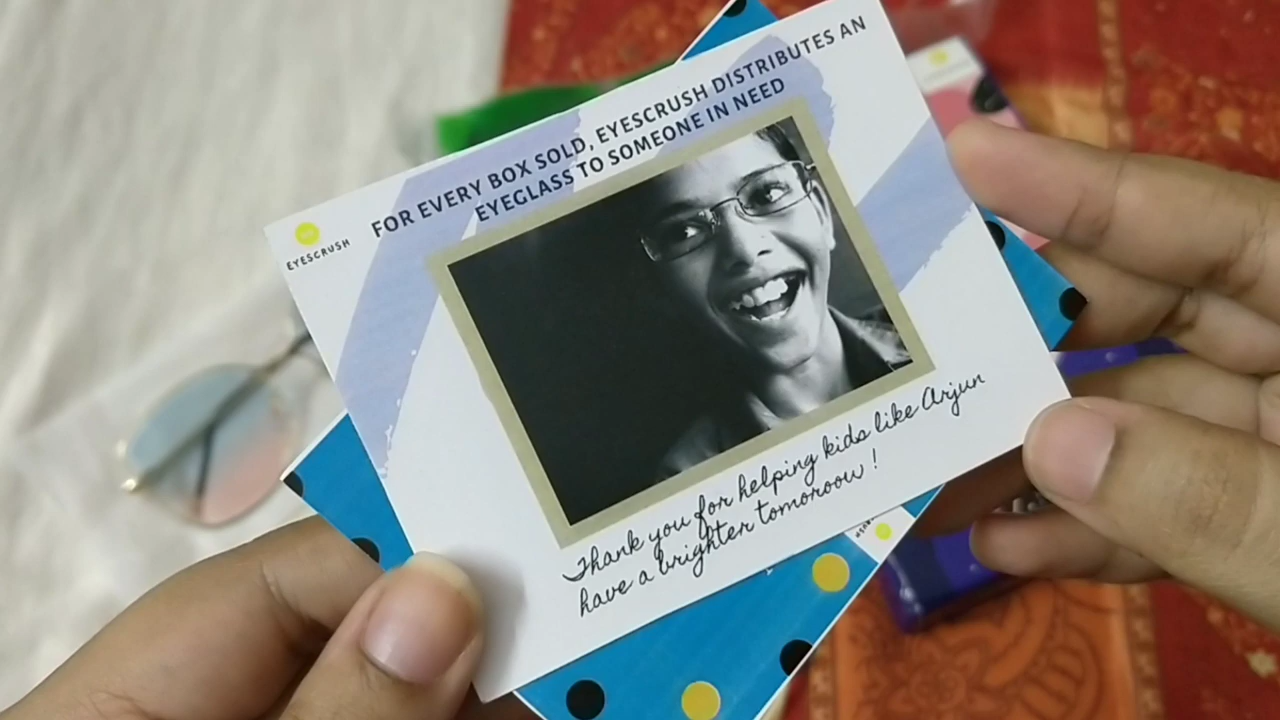 FOR EVERY BOX SOLD, EYESCRUSH DISTRIBUTES AN
EYEGLASS TO SOMEONE IN NEED
EYESCRUSH
Thank you for helping kids like Arjun
have a brighter tomoroow !